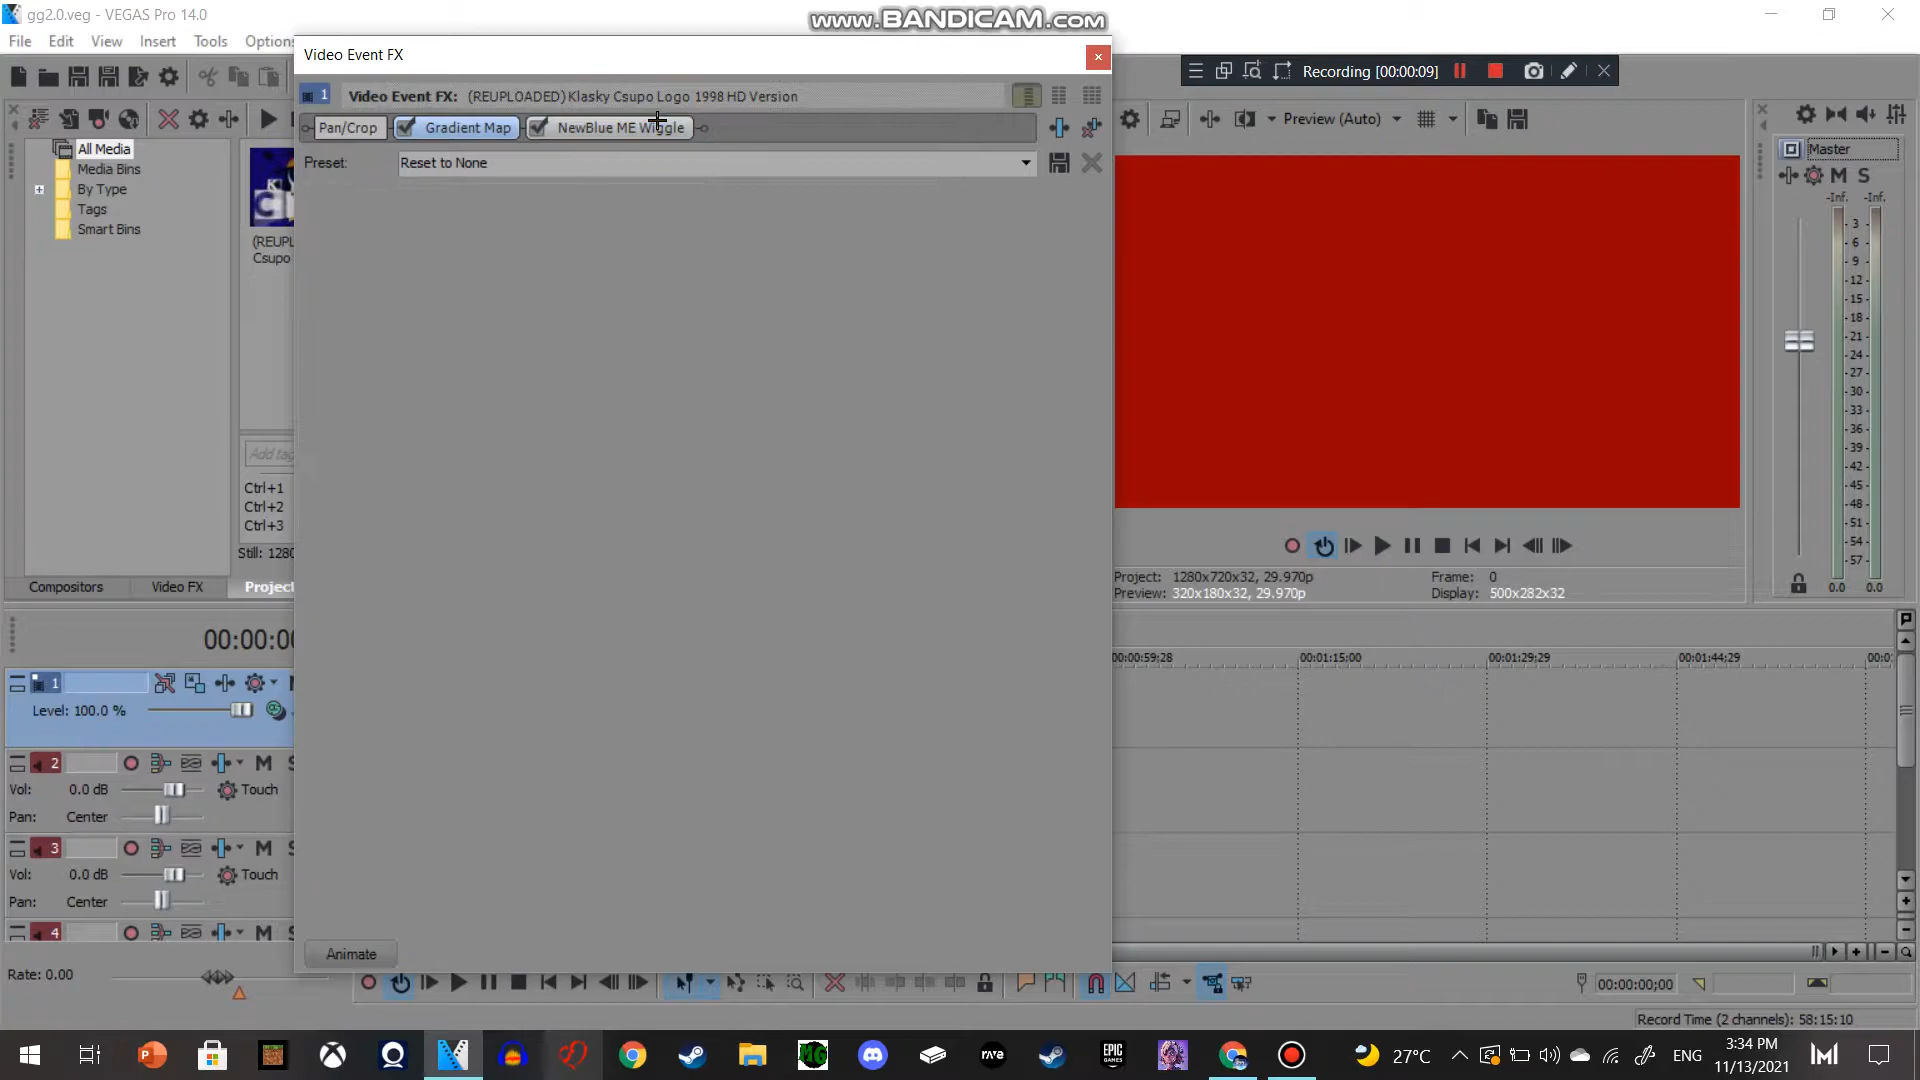 gg2.0.veg - VEGAS Pro 14.0
www.BANDICAM.com
File Edit View Insert Tools Options
Video Event FX
Recording [00:00:09]
1 Video Event FX: (REUPLOADED) Klasky Csupo Logo 1998 HD Version
Pan/Crop Gradient Map NewBlue ME Wiggle
Preset: Reset to None
Preview (Auto)
Master
M S
-Inf. -Inf.
All Media
Media Bins
By Type
Tags
Smart Bins
(REUPL
Csupo
Add tag
Ctrl+1
Ctrl+2
Ctrl+3
Still: 1280
Compositors Video FX Project
3
6
9
12
15
18
21
24
27
30
33
36
39
42
45
48
51
54
57
0.0 0.0
Project: 1280x720x32, 29.970p Frame: 0
Preview: 320x180x32, 29.970p Display: 500x282x32
00:00:00
00:00:59;28 00:01:15;00 00:01:29;29 00:01:44;29 00:0
1
Level: 100.0 %
2 M
Vol: 0.0 dB Touch
Pan: Center
3 M
Vol: 0.0 dB Touch
Pan: Center
4 M
Rate: 0.00
Animate
00:00:00;00
Record Time (2 channels): 58:15:10
27°C ENG 3:34 PM
11/13/2021
EPIC GAMES